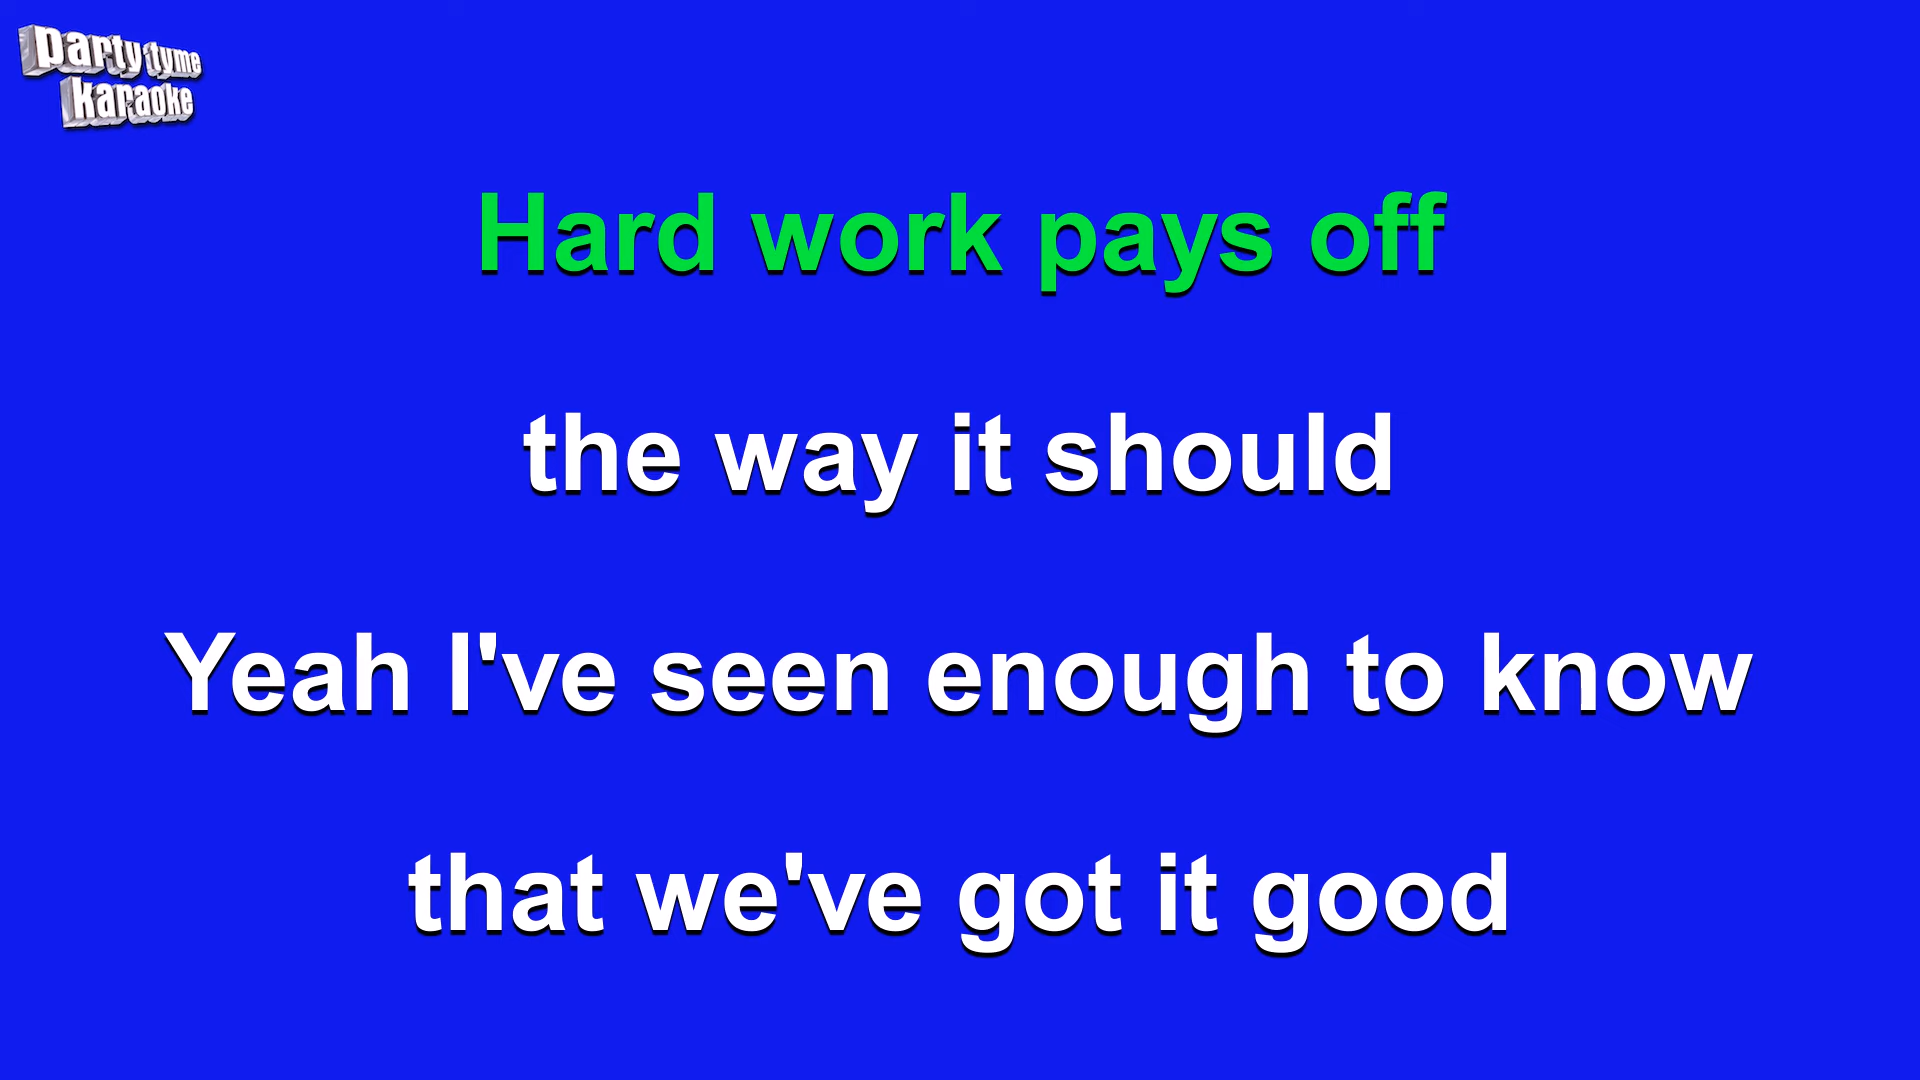 party tyme
karaoke
Hard work pays off
the way it should
Yeah I've seen enough to know
that we've got it good